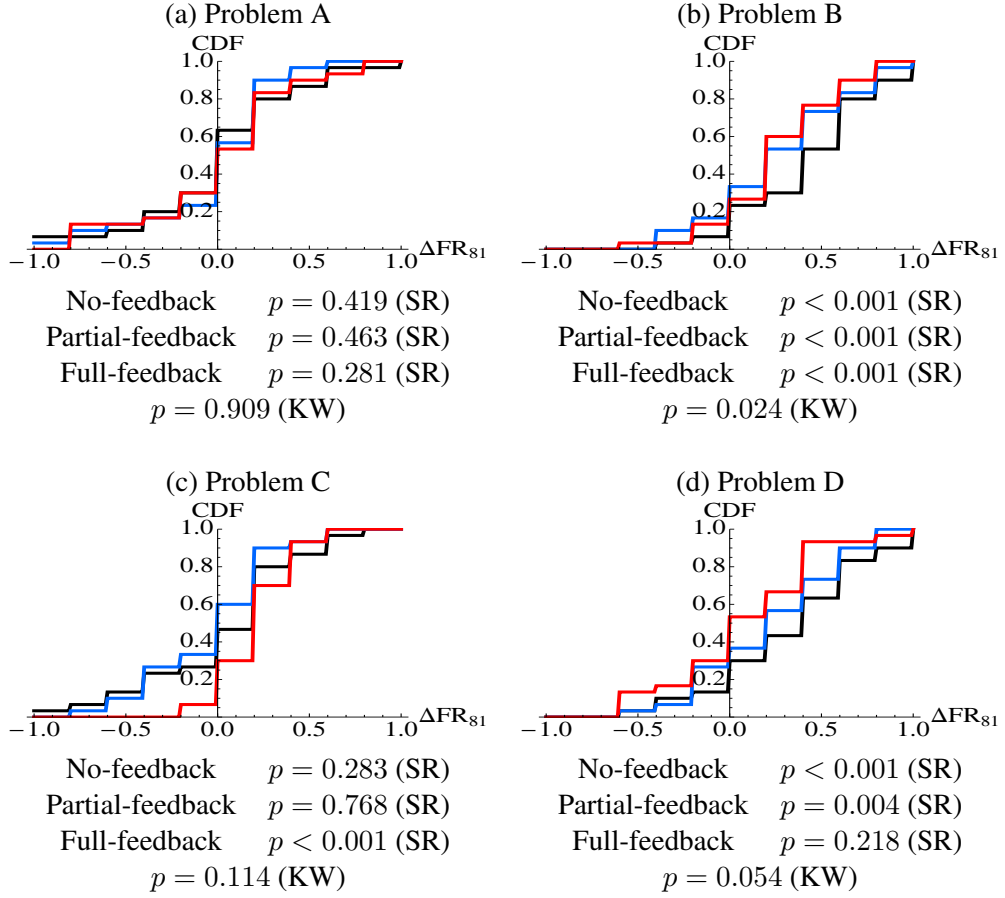 (a) Problem A
CDF
1.0
0.8
0.6
0.4
0.2
−1.0 −0.5 0.0 0.5 1.0 ΔFR₈₁
No-feedback p = 0.419 (SR)
Partial-feedback p = 0.463 (SR)
Full-feedback p = 0.281 (SR)
p = 0.909 (KW)
(b) Problem B
CDF
1.0
0.8
0.6
0.4
0.2
−1.0 −0.5 0.0 0.5 1.0 ΔFR₈₁
No-feedback p < 0.001 (SR)
Partial-feedback p < 0.001 (SR)
Full-feedback p < 0.001 (SR)
p = 0.024 (KW)
(c) Problem C
CDF
1.0
0.8
0.6
0.4
0.2
−1.0 −0.5 0.0 0.5 1.0 ΔFR₈₁
No-feedback p = 0.283 (SR)
Partial-feedback p = 0.768 (SR)
Full-feedback p < 0.001 (SR)
p = 0.114 (KW)
(d) Problem D
CDF
1.0
0.8
0.6
0.4
0.2
−1.0 −0.5 0.0 0.5 1.0 ΔFR₈₁
No-feedback p < 0.001 (SR)
Partial-feedback p = 0.004 (SR)
Full-feedback p = 0.218 (SR)
p = 0.054 (KW)